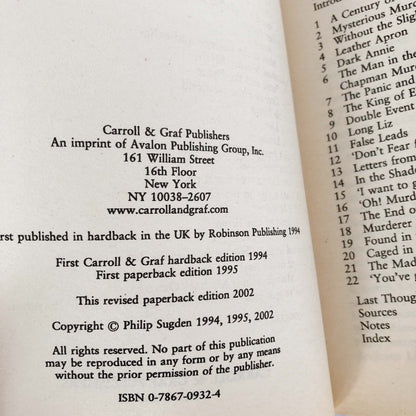 Carroll & Graf Publishers
An imprint of Avalon Publishing Group, Inc.
161 William Street
16th Floor
New York
NY 10038–2607
www.carrollandgraf.com
First published in hardback in the UK by Robinson Publishing 1994
First Carroll & Graf hardback edition 1994
First paperback edition 1995
This revised paperback edition 2002
Copyright © Philip Sugden 1994, 1995, 2002
All rights reserved. No part of this publication
may be reproduced in any form or by any means
without the prior permission of the publisher.
ISBN 0-7867-0932-4
1 A Century of
2 Mysterious Mur
3 Without the Slig
4 Leather Apron
5 Dark Annie
6 The Man in the
Chapman Mur
7 The Panic and
8 The King of E
9 Double Event
10 Long Liz
11 False Leads
12 'Don't Fear
13 Letters from
14 In the Shad
15 'I want to g
16 'Oh! Murd
17 The End o
18 Murderer
19 Found in
20 Caged in
21 The Mad
22 'You've g
Last Thoug
Sources
Notes
Index